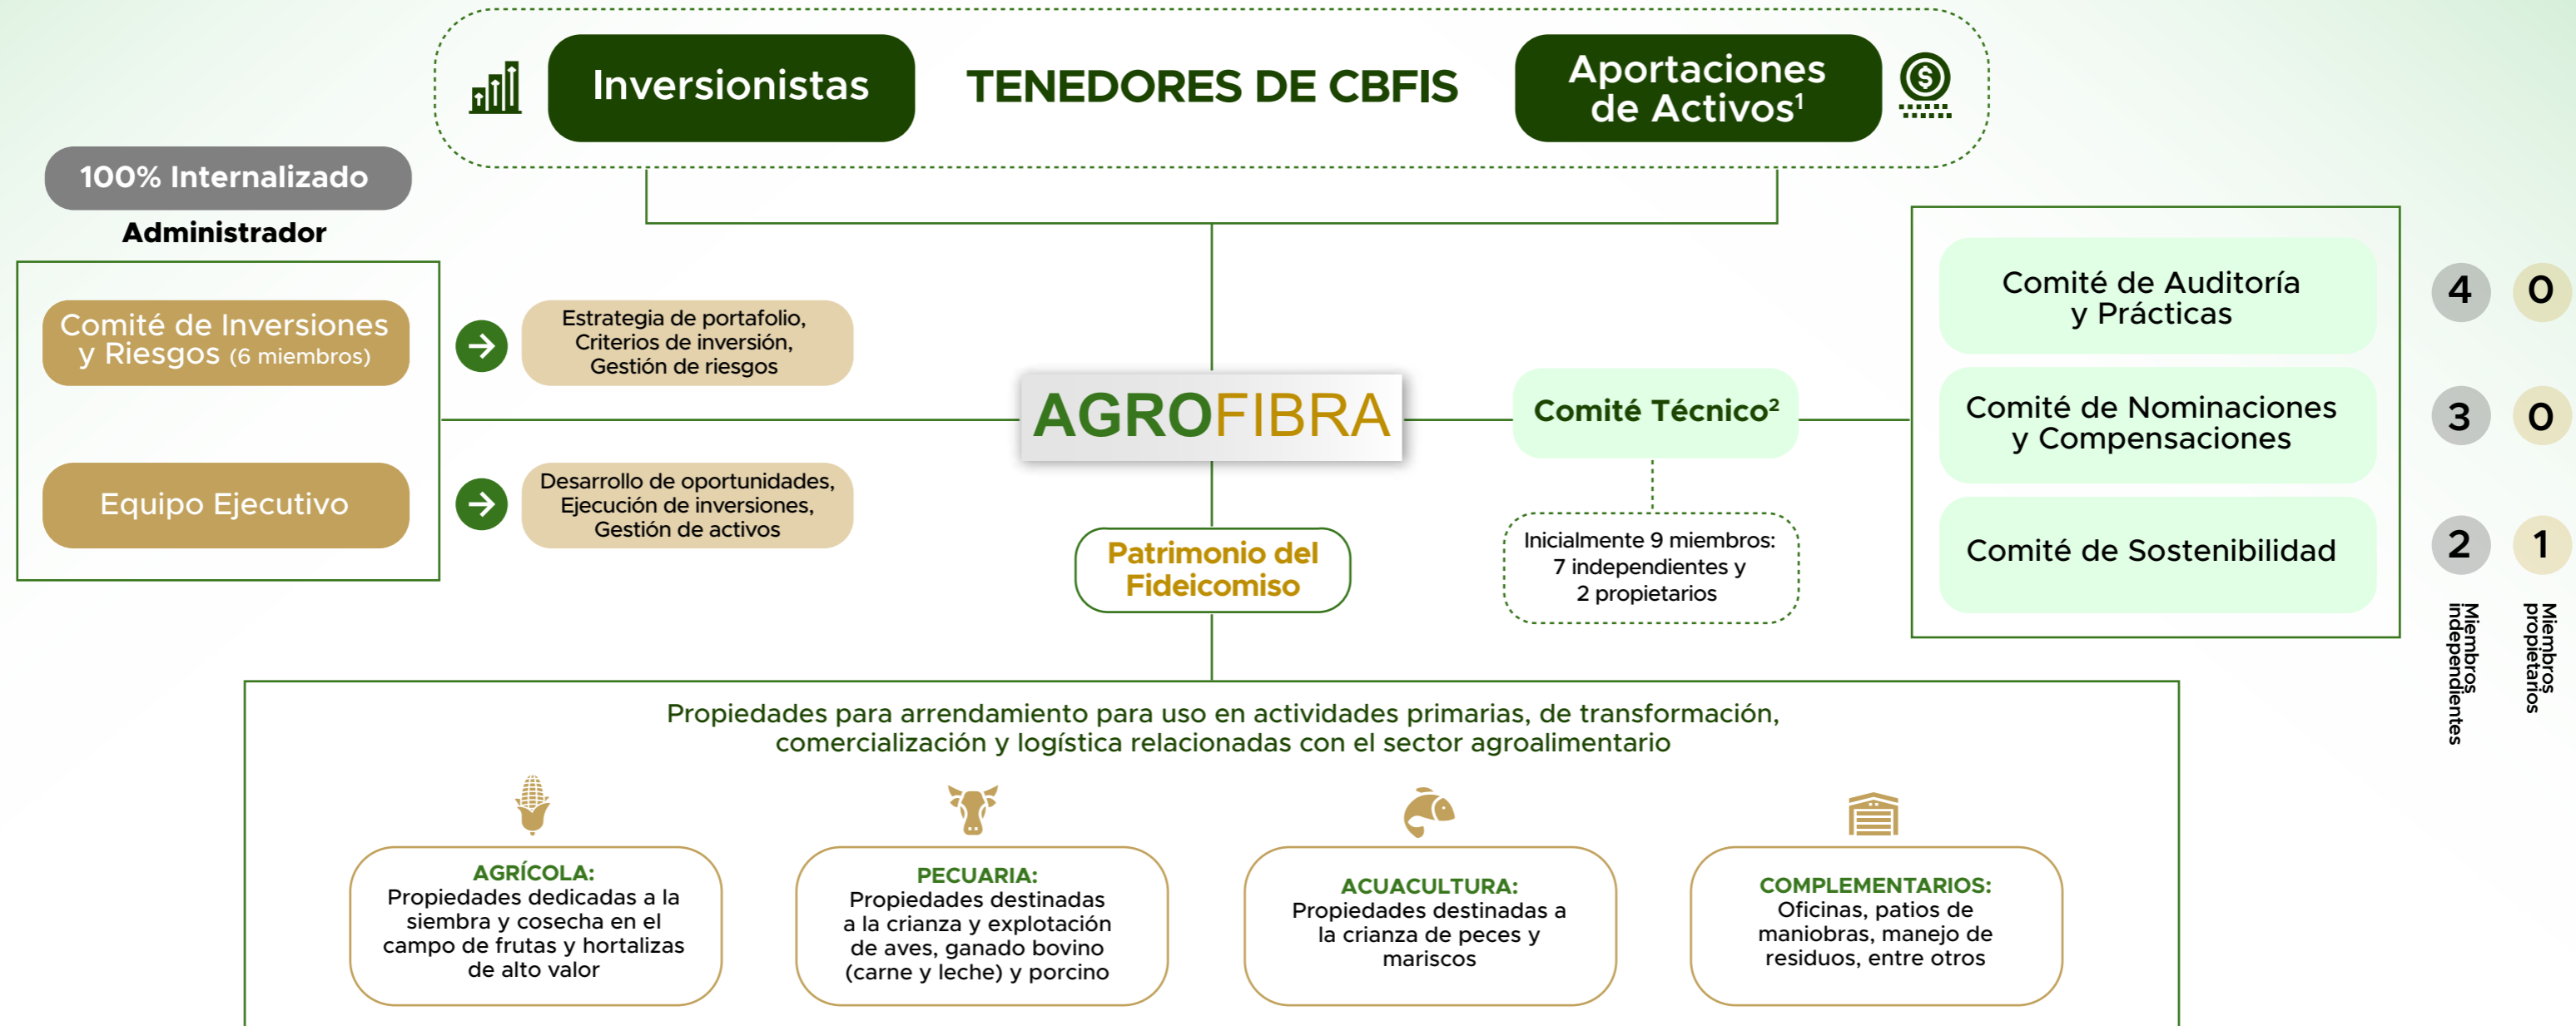 Inversionistas
TENEDORES DE CBFIS
Aportaciones
de Activos¹
100% Internalizado
Administrador
Comité de Inversiones
y Riesgos (6 miembros)
Estrategia de portafolio,
Criterios de inversión,
Gestión de riesgos
Equipo Ejecutivo
Desarrollo de oportunidades,
Ejecución de inversiones,
Gestión de activos
AGROFIBRA
Comité Técnico²
Inicialmente 9 miembros:
7 independientes y
2 propietarios
Comité de Auditoría
y Prácticas
4 0
Comité de Nominaciones
y Compensaciones
3 0
Comité de Sostenibilidad
2 1
Miembros
independientes
Miembros
propietarios
Patrimonio del
Fideicomiso
Propiedades para arrendamiento para uso en actividades primarias, de transformación,
comercialización y logística relacionadas con el sector agroalimentario
AGRÍCOLA:
Propiedades dedicadas a la
siembra y cosecha en el
campo de frutas y hortalizas
de alto valor
PECUARIA:
Propiedades destinadas
a la crianza y explotación
de aves, ganado bovino
(carne y leche) y porcino
ACUACULTURA:
Propiedades destinadas a
la crianza de peces y
mariscos
COMPLEMENTARIOS:
Oficinas, patios de
maniobras, manejo de
residuos, entre otros